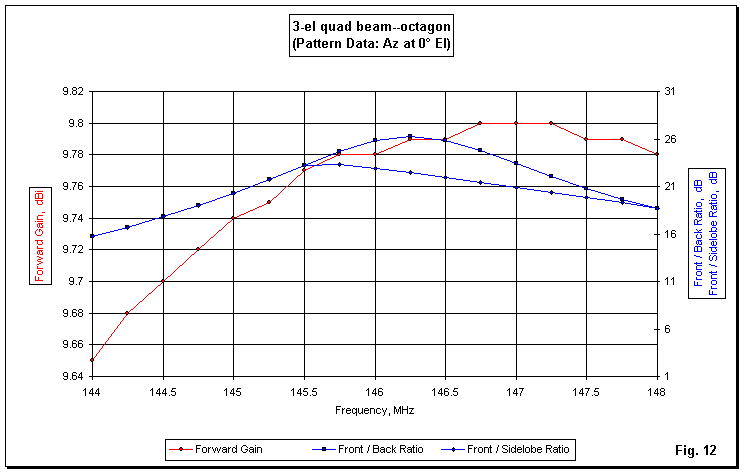 3-el quad beam--octagon
(Pattern Data: Az at 0° El)
9.82
9.8
9.78
9.76
9.74
9.72
9.7
9.68
9.66
9.64
Forward Gain, dBi
31
26
21
16
11
6
1
Front / Back Ratio, dB
Front / Sidelobe Ratio, dB
144
144.5
145
145.5
146
146.5
147
147.5
148
Frequency, MHz
Forward Gain
Front / Back Ratio
Front / Sidelobe Ratio
Fig. 12